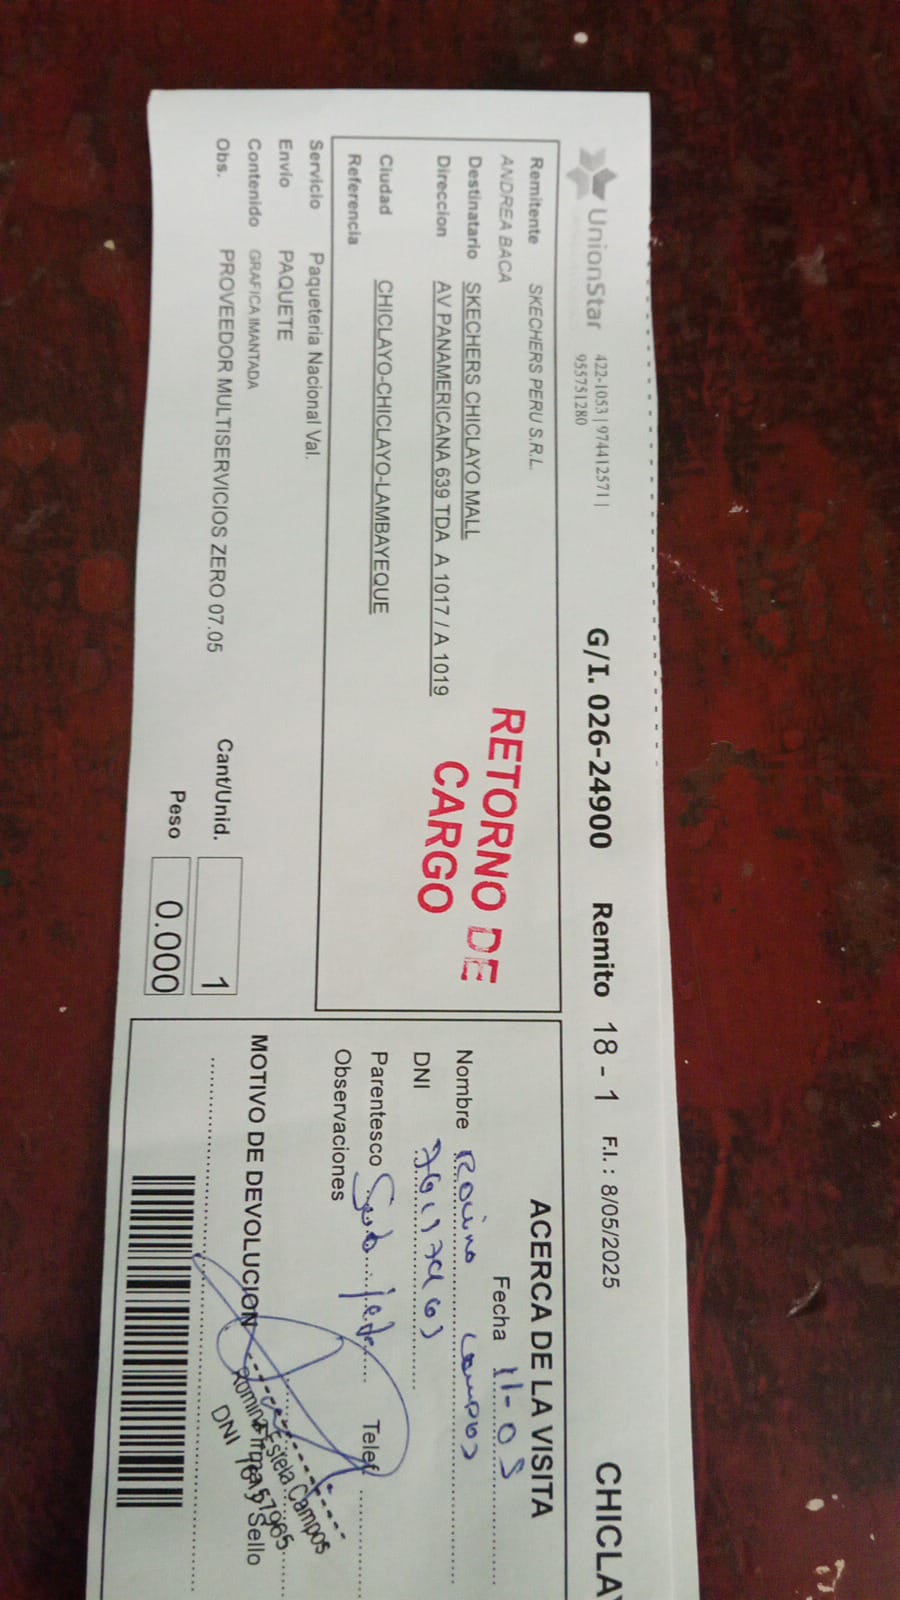 UnionStar
422-1053 | 974412571 |
955751280
G/I. 026-24900 Remito 18 - 1 F.I. : 8/05/2025 CHICLAY
Remitente SKECHERS PERU S.R.L.
ANDREA BACA
Destinatario SKECHERS CHICLAYO MALL
Direccion AV PANAMERICANA 639 TDA A 1017 / A 1019
Ciudad CHICLAYO-CHICLAYO-LAMBAYEQUE
Referencia
RETORNO DE
CARGO
Servicio Paqueteria Nacional Val.
Envio PAQUETE
Contenido GRAFICA IMANTADA
Obs. PROVEEDOR MULTISERVICIOS ZERO 07.05
Cant/Unid. 1
Peso 0.000
ACERCA DE LA VISITA
Fecha 11-05
Nombre Campos
DNI
Parentesco Telef
Observaciones
MOTIVO DE DEVOLUCION
Estela Campos
DNI
y Sello